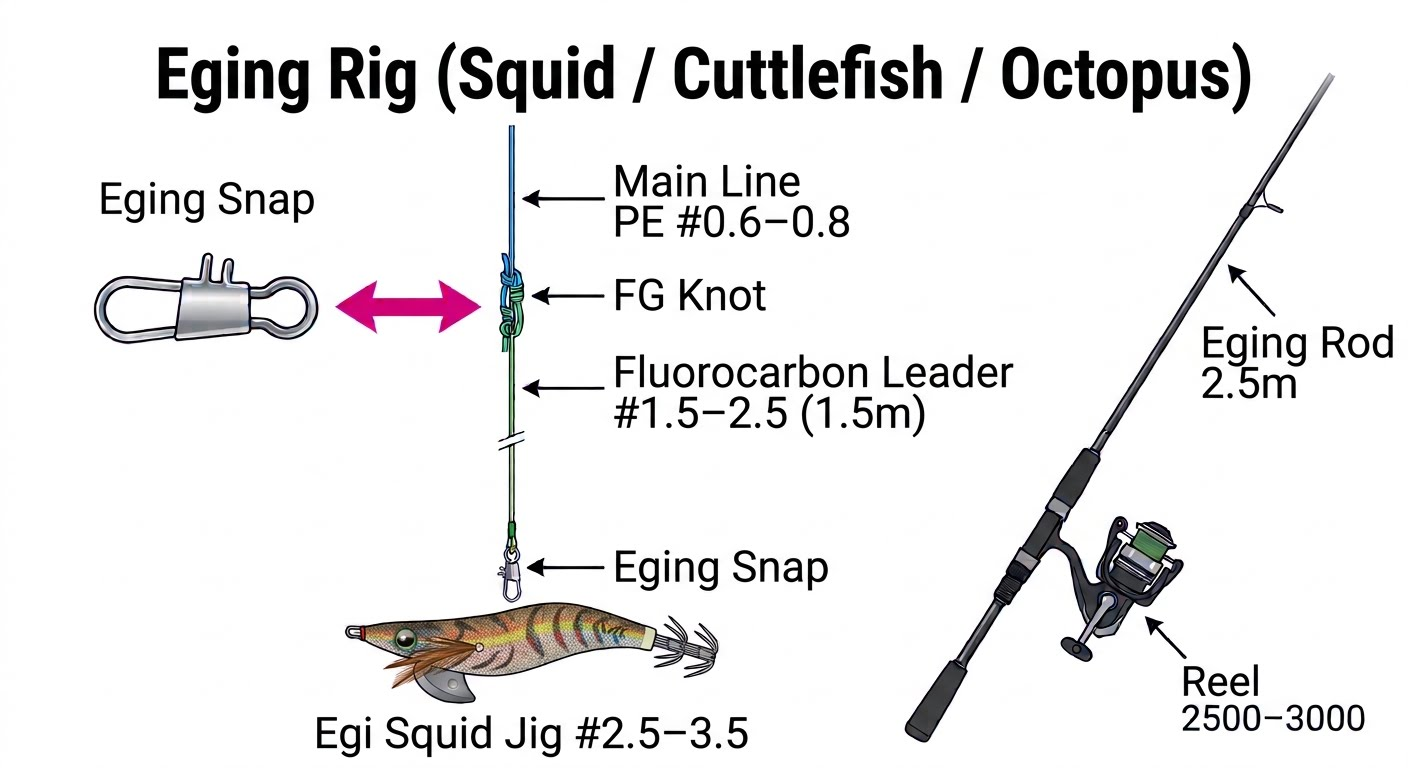 Eging Rig (Squid / Cuttlefish / Octopus)
Eging Snap
Main Line
PE #0.6–0.8
FG Knot
Fluorocarbon Leader
#1.5–2.5 (1.5m)
Eging Snap
Egi Squid Jig #2.5–3.5
Eging Rod
2.5m
Reel
2500–3000